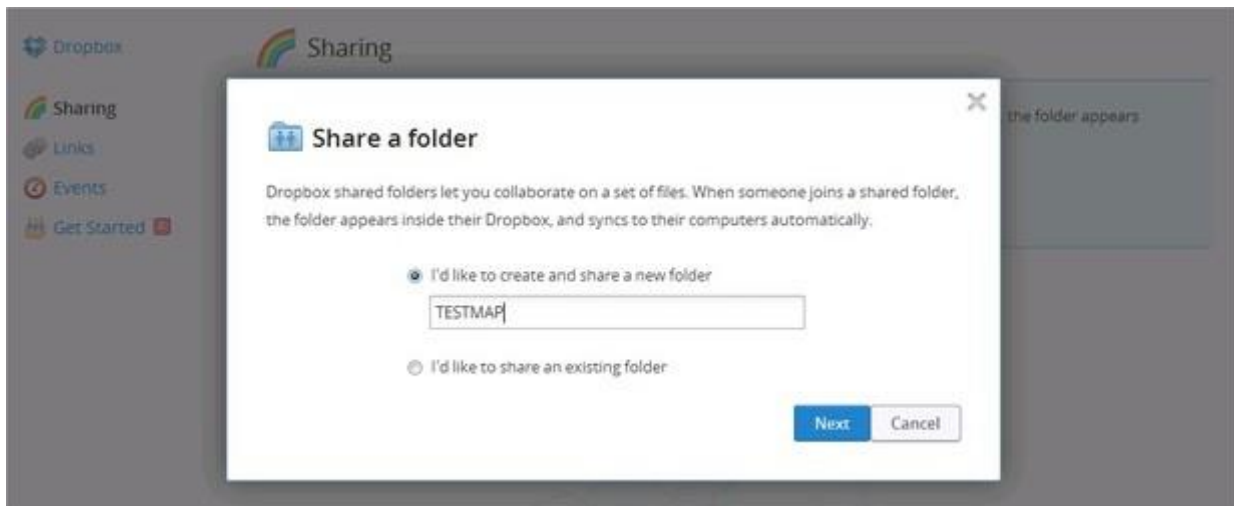 Dropbox
Sharing
Sharing
Links
Events
Get Started
the folder appears
Share a folder
Dropbox shared folders let you collaborate on a set of files. When someone joins a shared folder,
the folder appears inside their Dropbox, and syncs to their computers automatically.
I'd like to create and share a new folder
TESTMAP
I'd like to share an existing folder
Next
Cancel